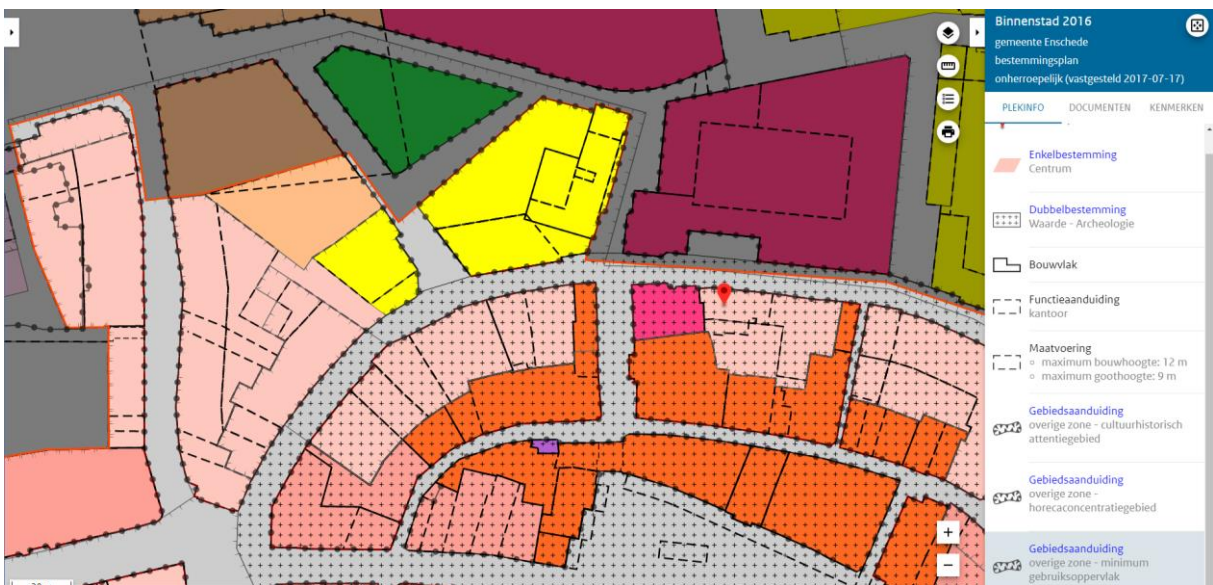 Binnenstad 2016
gemeente Enschede
bestemmingsplan
onherroepelijk (vastgesteld 2017-07-17)
PLEKINFO DOCUMENTEN KENMERKEN
Enkelbestemming
Centrum
Dubbelbestemming
Waarde - Archeologie
Bouwvlak
Functieaanduiding
kantoor
Maatvoering
maximum bouwhoogte: 12 m
maximum goothoogte: 9 m
Gebiedsaanduiding
overige zone - cultuurhistorisch
attentiegebied
Gebiedsaanduiding
overige zone -
horecaconcentratiegebied
Gebiedsaanduiding
overige zone - minimum
gebruiksoppervlak